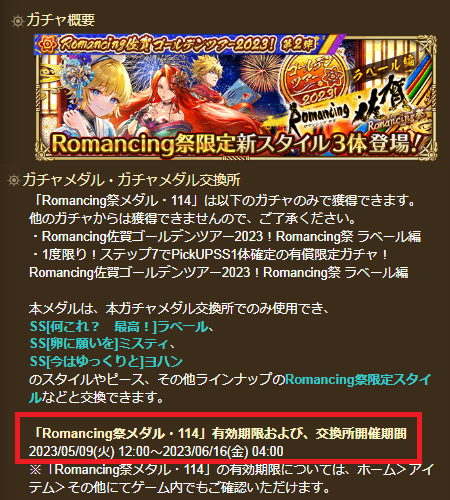 ガチャ概要
Romancing佐賀ゴールデンツアー2023! 第2弾
ゴールデンツアー2023!
ラベール編
Romancing 佐賀
Romancing祭限定新スタイル3体登場!
ガチャメダル・ガチャメダル交換所
「Romancing祭メダル・114」は以下のガチャのみで獲得できます。
他のガチャからは獲得できませんので、ご了承ください。
・Romancing佐賀ゴールデンツアー2023！Romancing祭 ラベール編
・1度限り！ステップ7でPickUPSS1体確定の有償限定ガチャ！
Romancing佐賀ゴールデンツアー2023！Romancing祭 ラベール編
本メダルは、本ガチャメダル交換所でのみ使用でき、
SS[何これ？　最高！]ラベール、
SS[卵に願いを]ミスティ、
SS[今はゆっくりと]ヨハン
のスタイルやピース、その他ラインナップのRomancing祭限定スタイ
ルなどと交換できます。
「Romancing祭メダル・114」有効期限および、交換所開催期間
2023/05/09(火) 12:00～2023/06/16(金) 04:00
※「Romancing祭メダル・114」の有効期限については、ホーム＞アイ
テム＞その他にてゲーム内でもご確認いただけます。